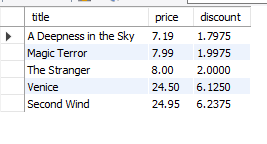 title price discount
A Deepness in the Sky 7.19 1.7975
Magic Terror 7.99 1.9975
The Stranger 8.00 2.0000
Venice 24.50 6.1250
Second Wind 24.95 6.2375